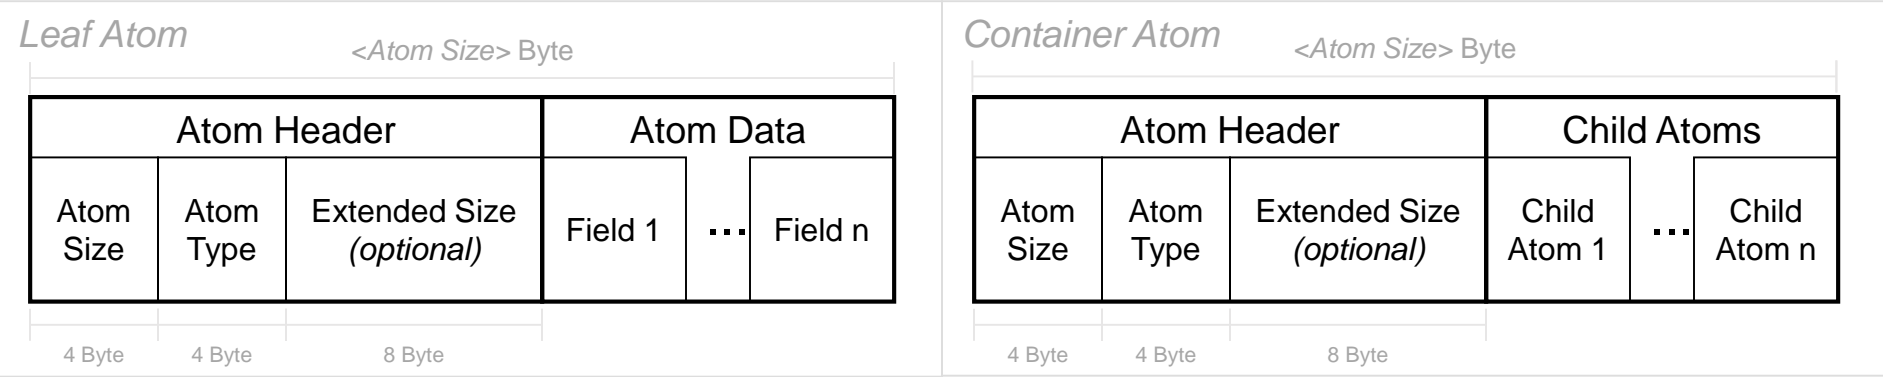 Leaf Atom
<Atom Size> Byte
Atom Header
Atom Data
Atom
Size
Atom
Type
Extended Size
(optional)
Field 1
...
Field n
4 Byte
4 Byte
8 Byte
Container Atom
<Atom Size> Byte
Atom Header
Child Atoms
Atom
Size
Atom
Type
Extended Size
(optional)
Child
Atom 1
...
Child
Atom n
4 Byte
4 Byte
8 Byte